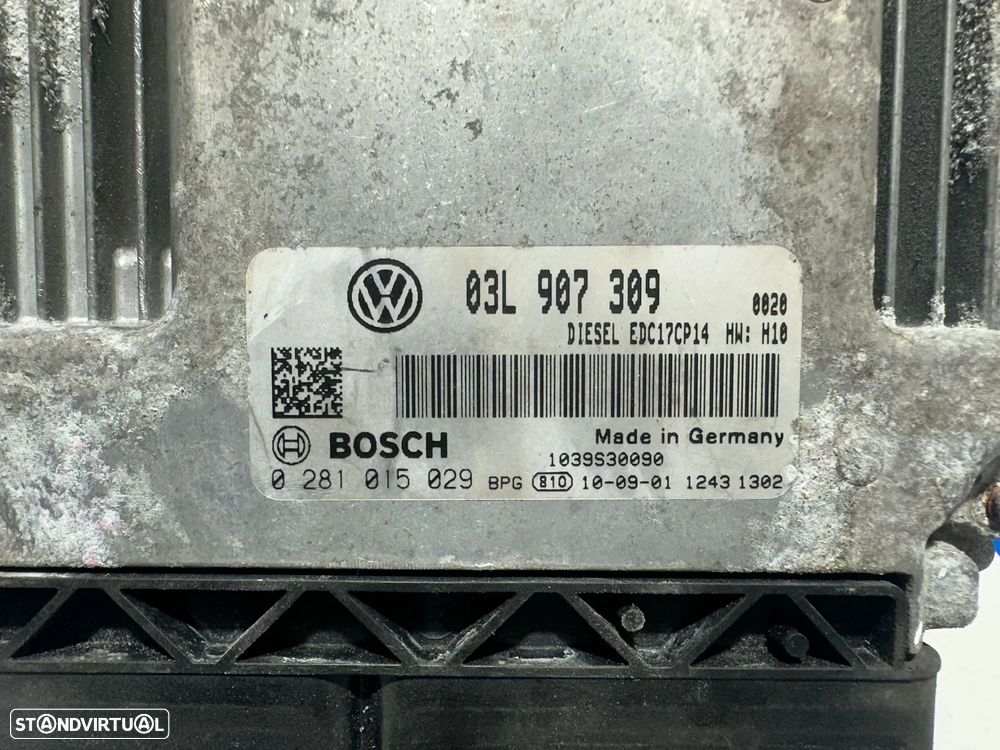 03L 907 309
0020
DIESEL EDC17CP14 HW: H10
BOSCH
Made in Germany
1039S30090
0 281 015 029 BPG 810 10-09-01 1243 1302
STANDVIRTUAL